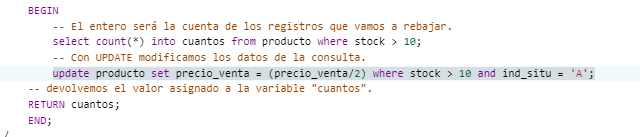 BEGIN
-- El entero será la cuenta de los registros que vamos a rebajar.
select count(*) into cuantos from producto where stock > 10;
-- Con UPDATE modificamos los datos de la consulta.
update producto set precio_venta = (precio_venta/2) where stock > 10 and ind_situ = 'A';
-- devolvemos el valor asignado a la variable "cuantos".
RETURN cuantos;
END;
/